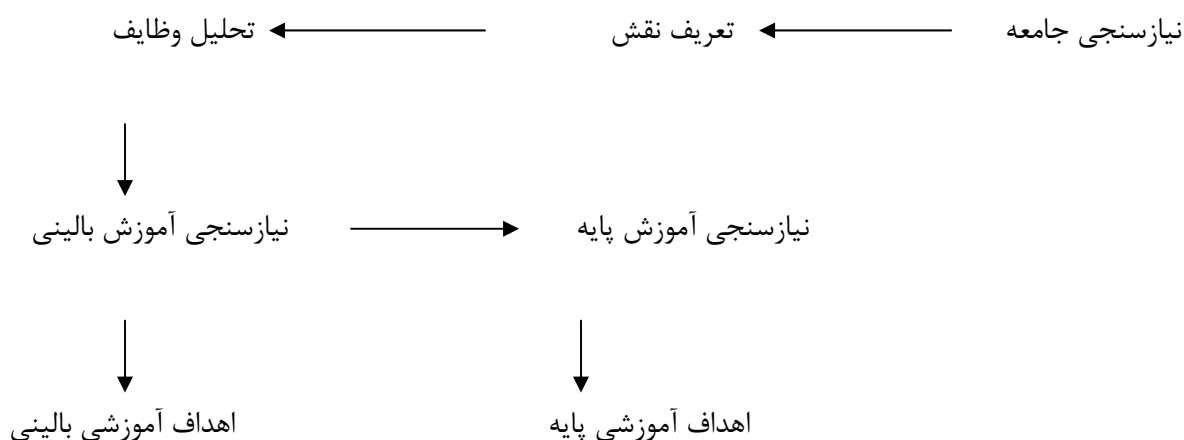 نیازسنجی جامعه تعریف نقش تحلیل وظایف
نیازسنجی آموزش پایه نیازسنجی آموزش بالینی
اهداف آموزشی پایه اهداف آموزشی بالینی